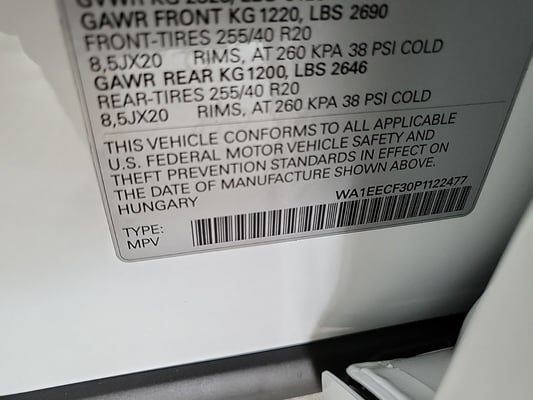 GAWR FRONT KG 1220, LBS 2690
FRONT-TIRES 255/40 R20
8,5JX20 RIMS, AT 260 KPA 38 PSI COLD
GAWR REAR KG 1200, LBS 2646
REAR-TIRES 255/40 R20
8,5JX20 RIMS, AT 260 KPA 38 PSI COLD
THIS VEHICLE CONFORMS TO ALL APPLICABLE
U.S. FEDERAL MOTOR VEHICLE SAFETY AND
THEFT PREVENTION STANDARDS IN EFFECT ON
THE DATE OF MANUFACTURE SHOWN ABOVE.
HUNGARY WA1EECF30P1122477
TYPE:
MPV